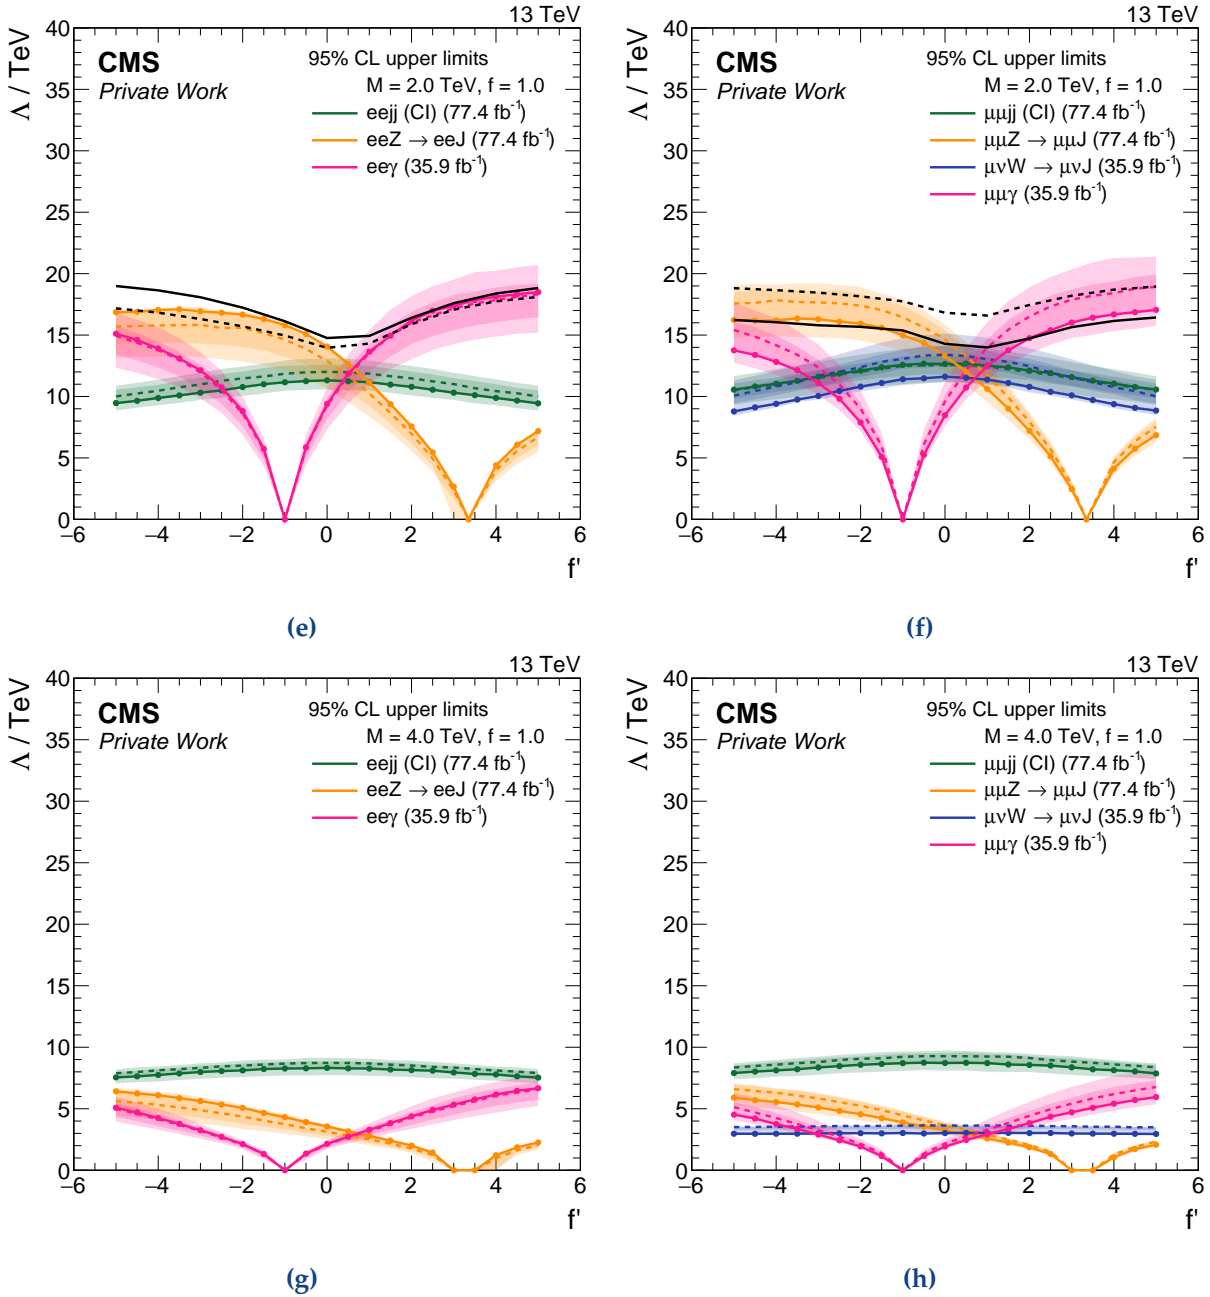 13 TeV
Λ / TeV
CMS
Private Work
95% CL upper limits
M = 2.0 TeV, f = 1.0
eejj (CI) (77.4 fb⁻¹)
eeZ → eeJ (77.4 fb⁻¹)
eeγ (35.9 fb⁻¹)
40
35
30
25
20
15
10
5
0
−6 −4 −2 0 2 4 6
f'
(e)
13 TeV
Λ / TeV
CMS
Private Work
95% CL upper limits
M = 2.0 TeV, f = 1.0
μμjj (CI) (77.4 fb⁻¹)
μμZ → μμJ (77.4 fb⁻¹)
μνW → μνJ (35.9 fb⁻¹)
μμγ (35.9 fb⁻¹)
40
35
30
25
20
15
10
5
0
−6 −4 −2 0 2 4 6
f'
(f)
13 TeV
Λ / TeV
CMS
Private Work
95% CL upper limits
M = 4.0 TeV, f = 1.0
eejj (CI) (77.4 fb⁻¹)
eeZ → eeJ (77.4 fb⁻¹)
eeγ (35.9 fb⁻¹)
40
35
30
25
20
15
10
5
0
−6 −4 −2 0 2 4 6
f'
(g)
13 TeV
Λ / TeV
CMS
Private Work
95% CL upper limits
M = 4.0 TeV, f = 1.0
μμjj (CI) (77.4 fb⁻¹)
μμZ → μμJ (77.4 fb⁻¹)
μνW → μνJ (35.9 fb⁻¹)
μμγ (35.9 fb⁻¹)
40
35
30
25
20
15
10
5
0
−6 −4 −2 0 2 4 6
f'
(h)